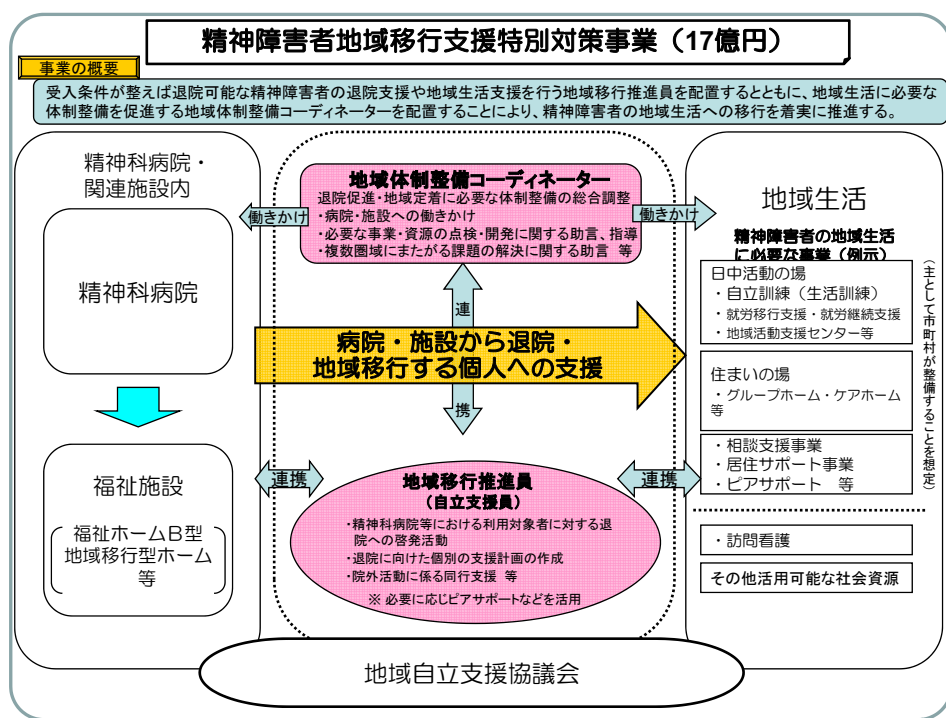 精神障害者地域移行支援特別対策事業（17億円）
事業の概要
受入条件が整えば退院可能な精神障害者の退院支援や地域生活支援を行う地域移行推進員を配置するとともに、地域生活に必要な
体制整備を促進する地域体制整備コーディネーターを配置することにより、精神障害者の地域生活への移行を着実に推進する。
精神科病院・
関連施設内
精神科病院
福祉施設
福祉ホームＢ型
地域移行型ホーム
等
働きかけ
地域体制整備コーディネーター
退院促進・地域定着に必要な体制整備の総合調整
・病院・施設への働きかけ
・必要な事業・資源の点検・開発に関する助言、指導
・複数圏域にまたがる課題の解決に関する助言 等
働きかけ
連
病院・施設から退院・
地域移行する個人への支援
携
連携
地域移行推進員
（自立支援員）
・精神科病院等における利用対象者に対する退
院への啓発活動
・退院に向けた個別の支援計画の作成
・院外活動に係る同行支援 等
※ 必要に応じピアサポートなどを活用
連携
地域生活
精神障害者の地域生活
に必要な事業（例示）
日中活動の場
・自立訓練（生活訓練）
・就労移行支援・就労継続支援
・地域活動支援センター等
住まいの場
・グループホーム・ケアホーム
等
・相談支援事業
・居住サポート事業
・ピアサポート 等
（主として市町村が整備することを想定）
・訪問看護
その他活用可能な社会資源
地域自立支援協議会